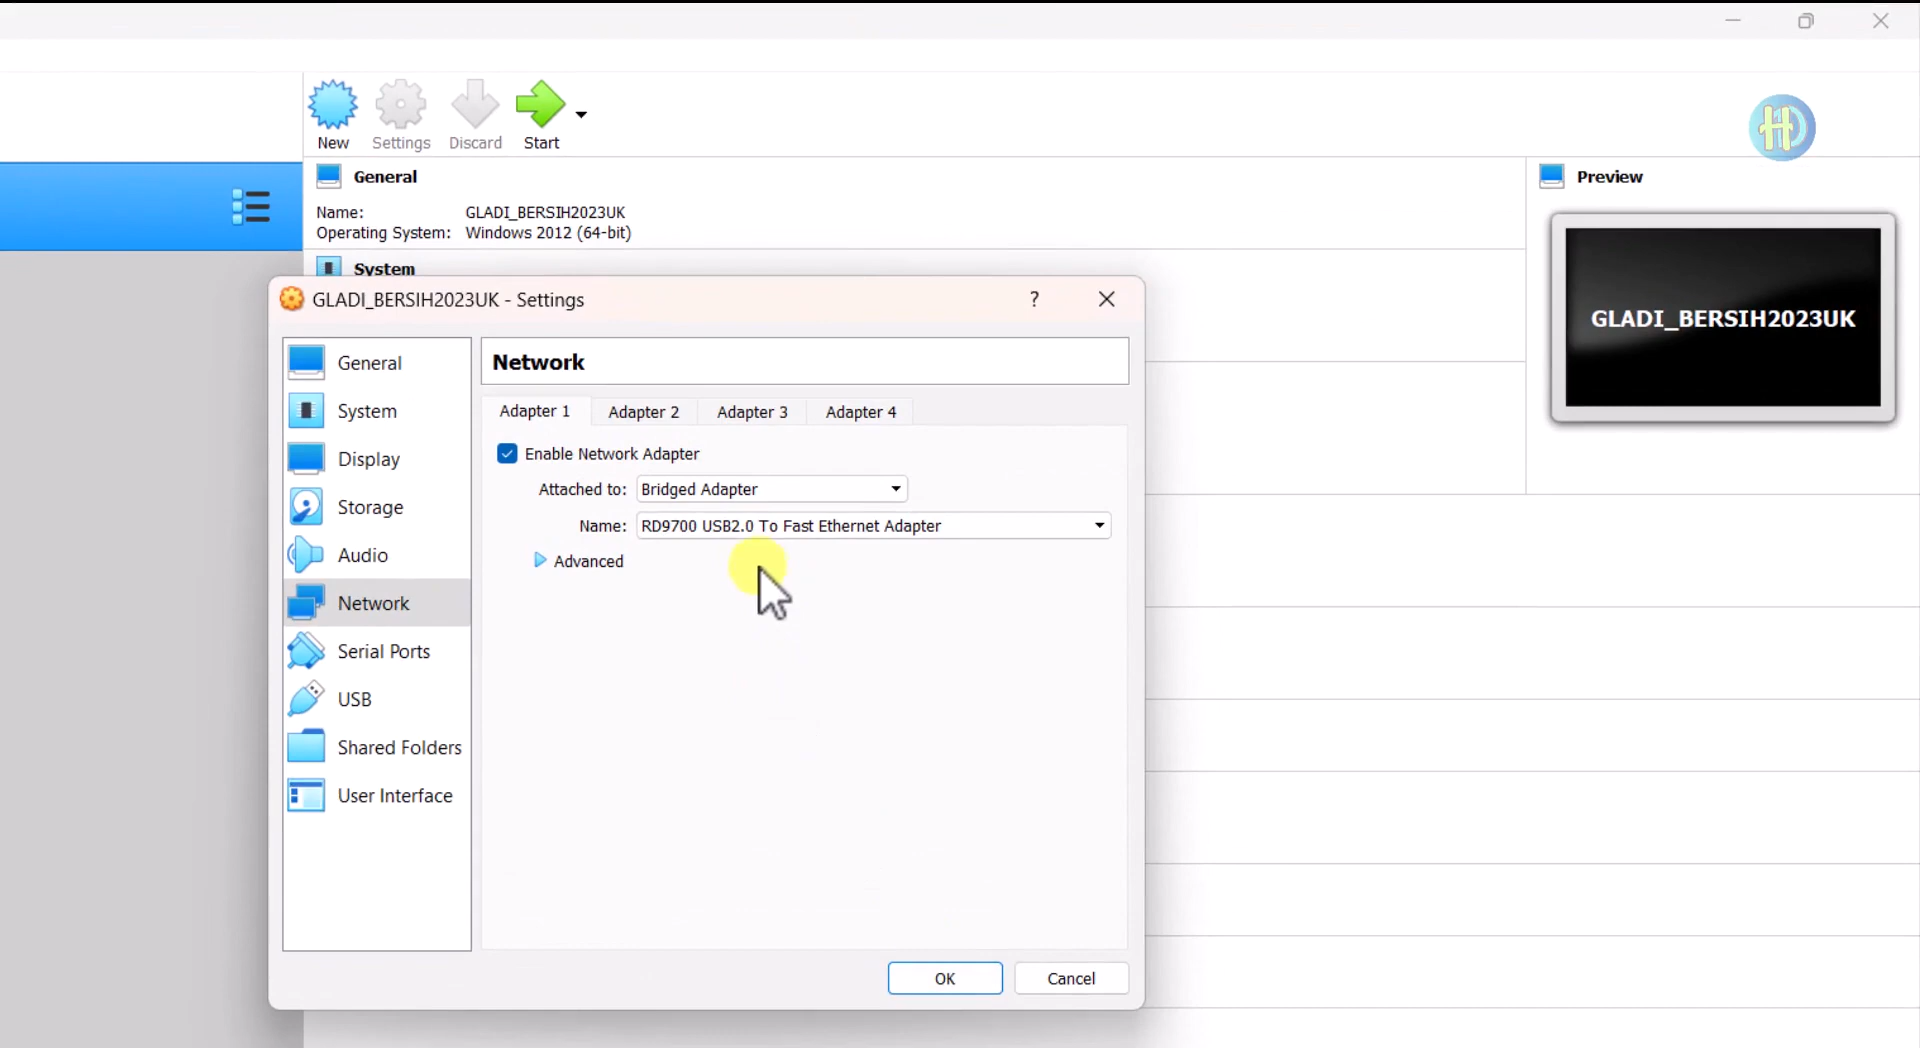 New
Settings
Discard
Start
General
Preview
Name: GLADI_BERSIH2023UK
Operating System: Windows 2012 (64-bit)
System
GLADI_BERSIH2023UK
GLADI_BERSIH2023UK - Settings
?
General
System
Display
Storage
Audio
Network
Serial Ports
USB
Shared Folders
User Interface
Network
Adapter 1
Adapter 2
Adapter 3
Adapter 4
Enable Network Adapter
Attached to: Bridged Adapter
Name: RD9700 USB2.0 To Fast Ethernet Adapter
Advanced
OK
Cancel